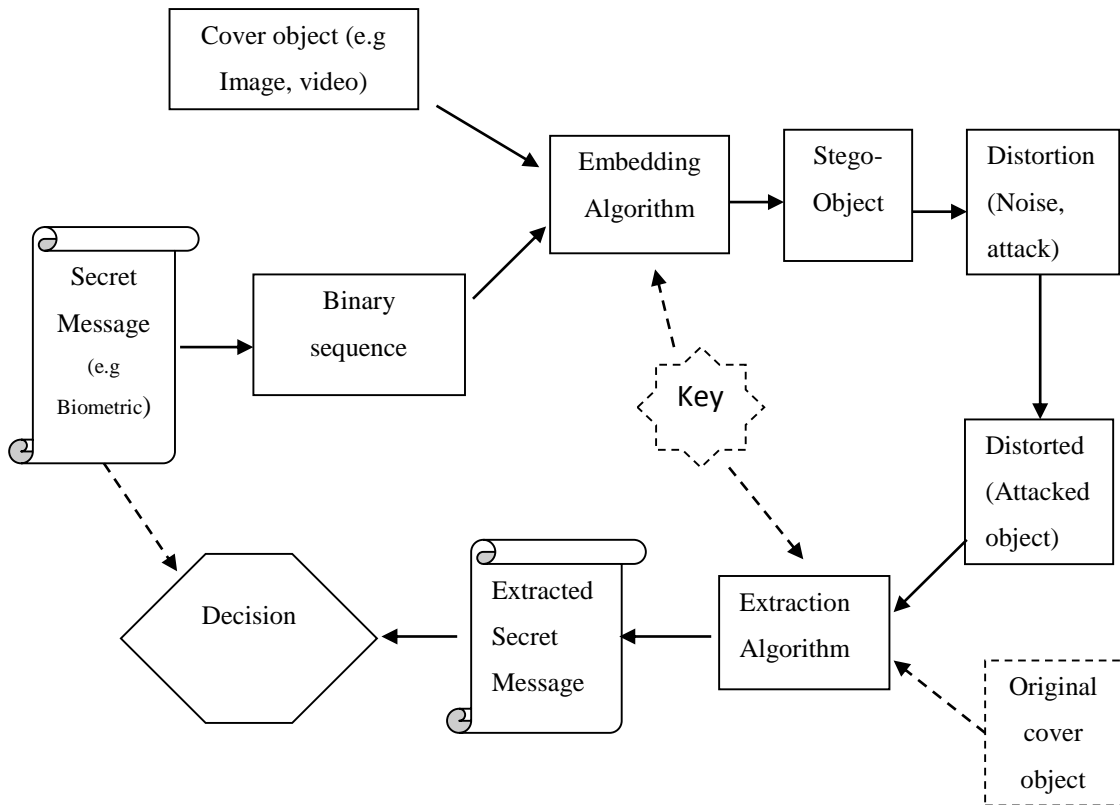 Cover object (e.g
Image, video)
Embedding
Algorithm
Stego-
Object
Distortion
(Noise,
attack)
Secret
Message
(e.g
Biometric)
Binary
sequence
Key
Distorted
(Attacked
object)
Decision
Extracted
Secret
Message
Extraction
Algorithm
Original
cover
object